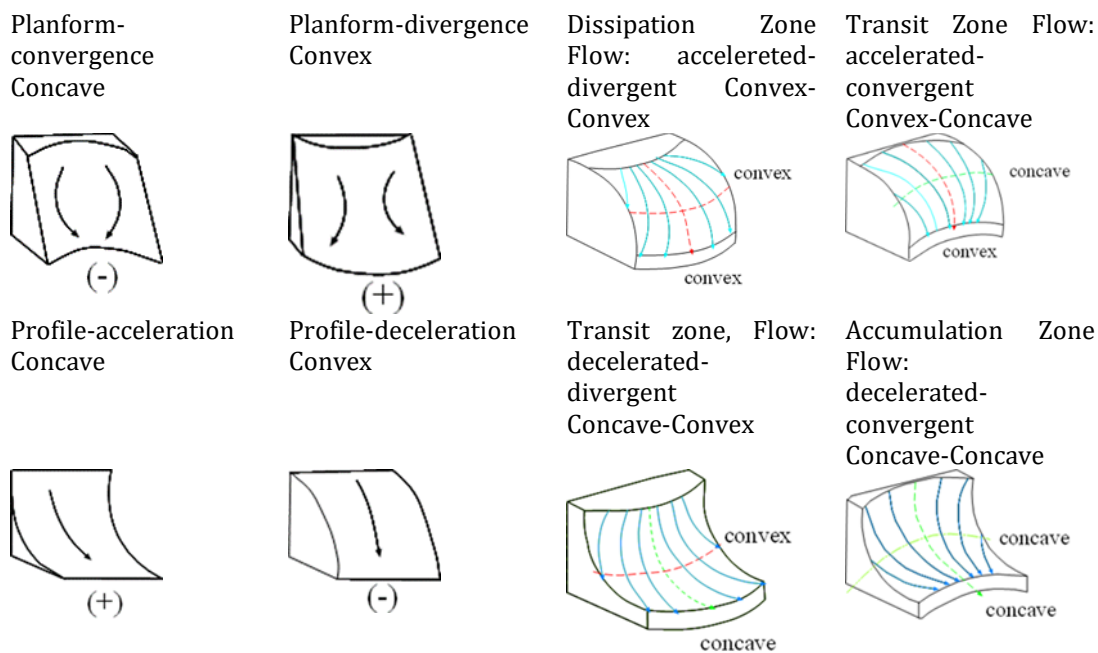 Planform-
convergence
Concave
Planform-divergence
Convex
Dissipation Zone
Flow: accelereted-
divergent Convex-
Convex
Transit Zone Flow:
accelerated-
convergent
Convex-Concave
(-)
(+)
convex
convex
concave
convex
Profile-acceleration
Concave
Profile-deceleration
Convex
Transit zone, Flow:
decelerated-
divergent
Concave-Convex
Accumulation Zone
Flow:
decelerated-
convergent
Concave-Concave
(+)
(-)
convex
concave
concave
concave